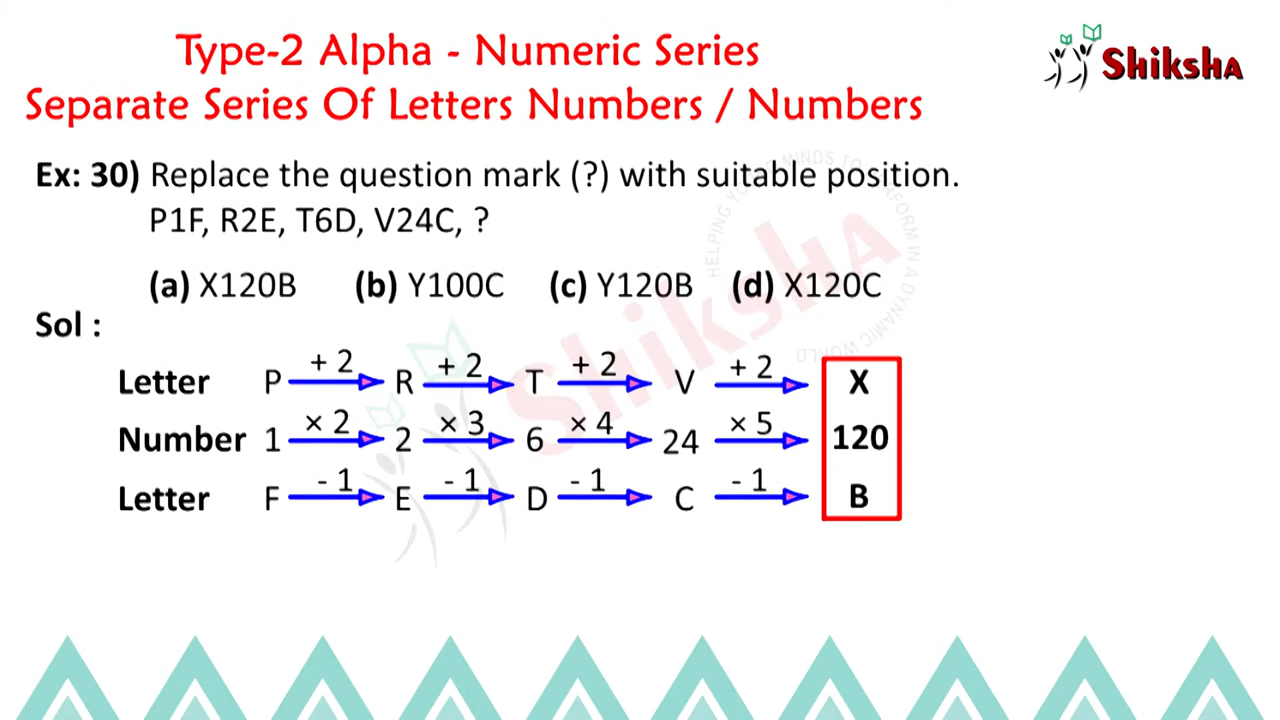 Type-2 Alpha - Numeric Series
Shiksha
Separate Series Of Letters Numbers / Numbers
Ex: 30) Replace the question mark (?) with suitable position.
P1F, R2E, T6D, V24C, ?
(a) X120B (b) Y100C (c) Y120B (d) X120C
Sol :
+ 2 + 2 + 2 + 2
Letter P R T V X
× 2 × 3 × 4 × 5
Number 1 2 6 24 120
- 1 - 1 - 1 - 1
Letter F E D C B
Shiksha